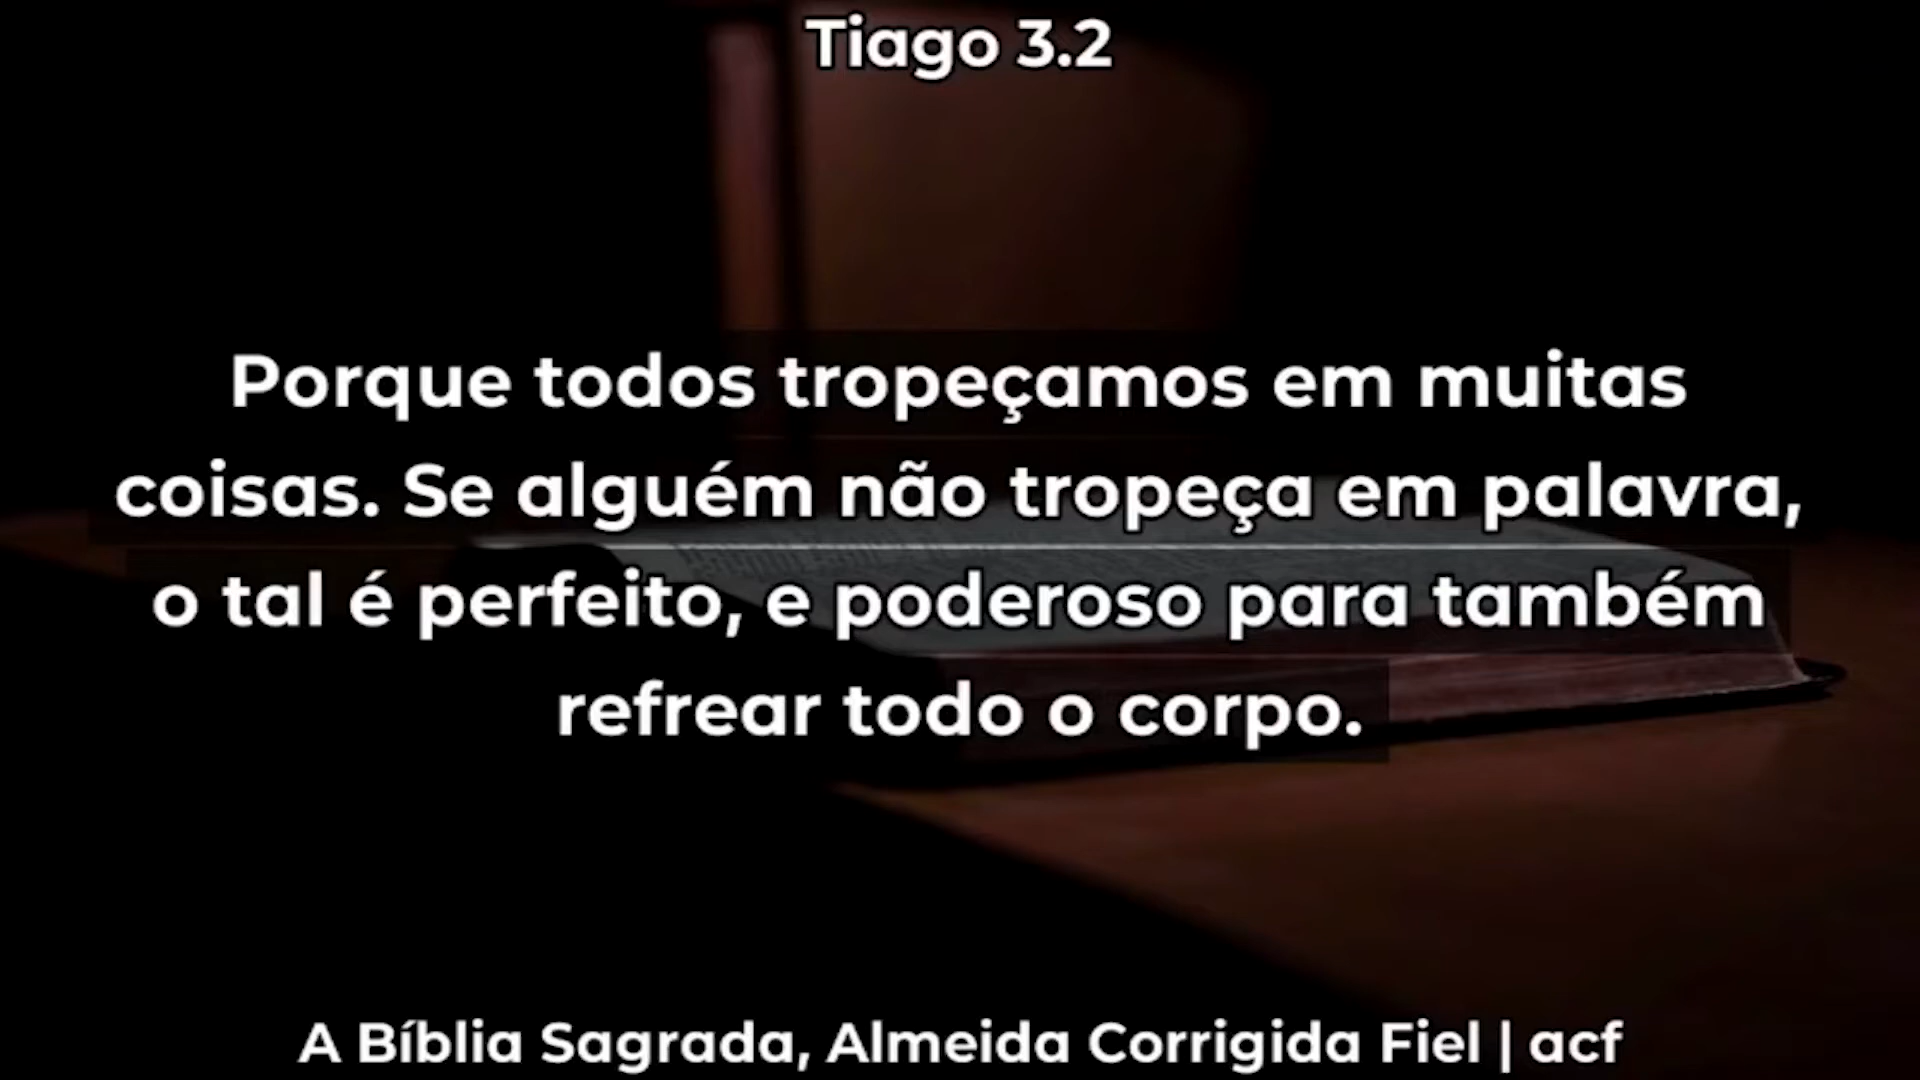 Tiago 3.2
Porque todos tropeçamos em muitas
coisas. Se alguém não tropeça em palavra,
o tal é perfeito, e poderoso para também
refrear todo o corpo.
A Bíblia Sagrada, Almeida Corrigida Fiel | acf